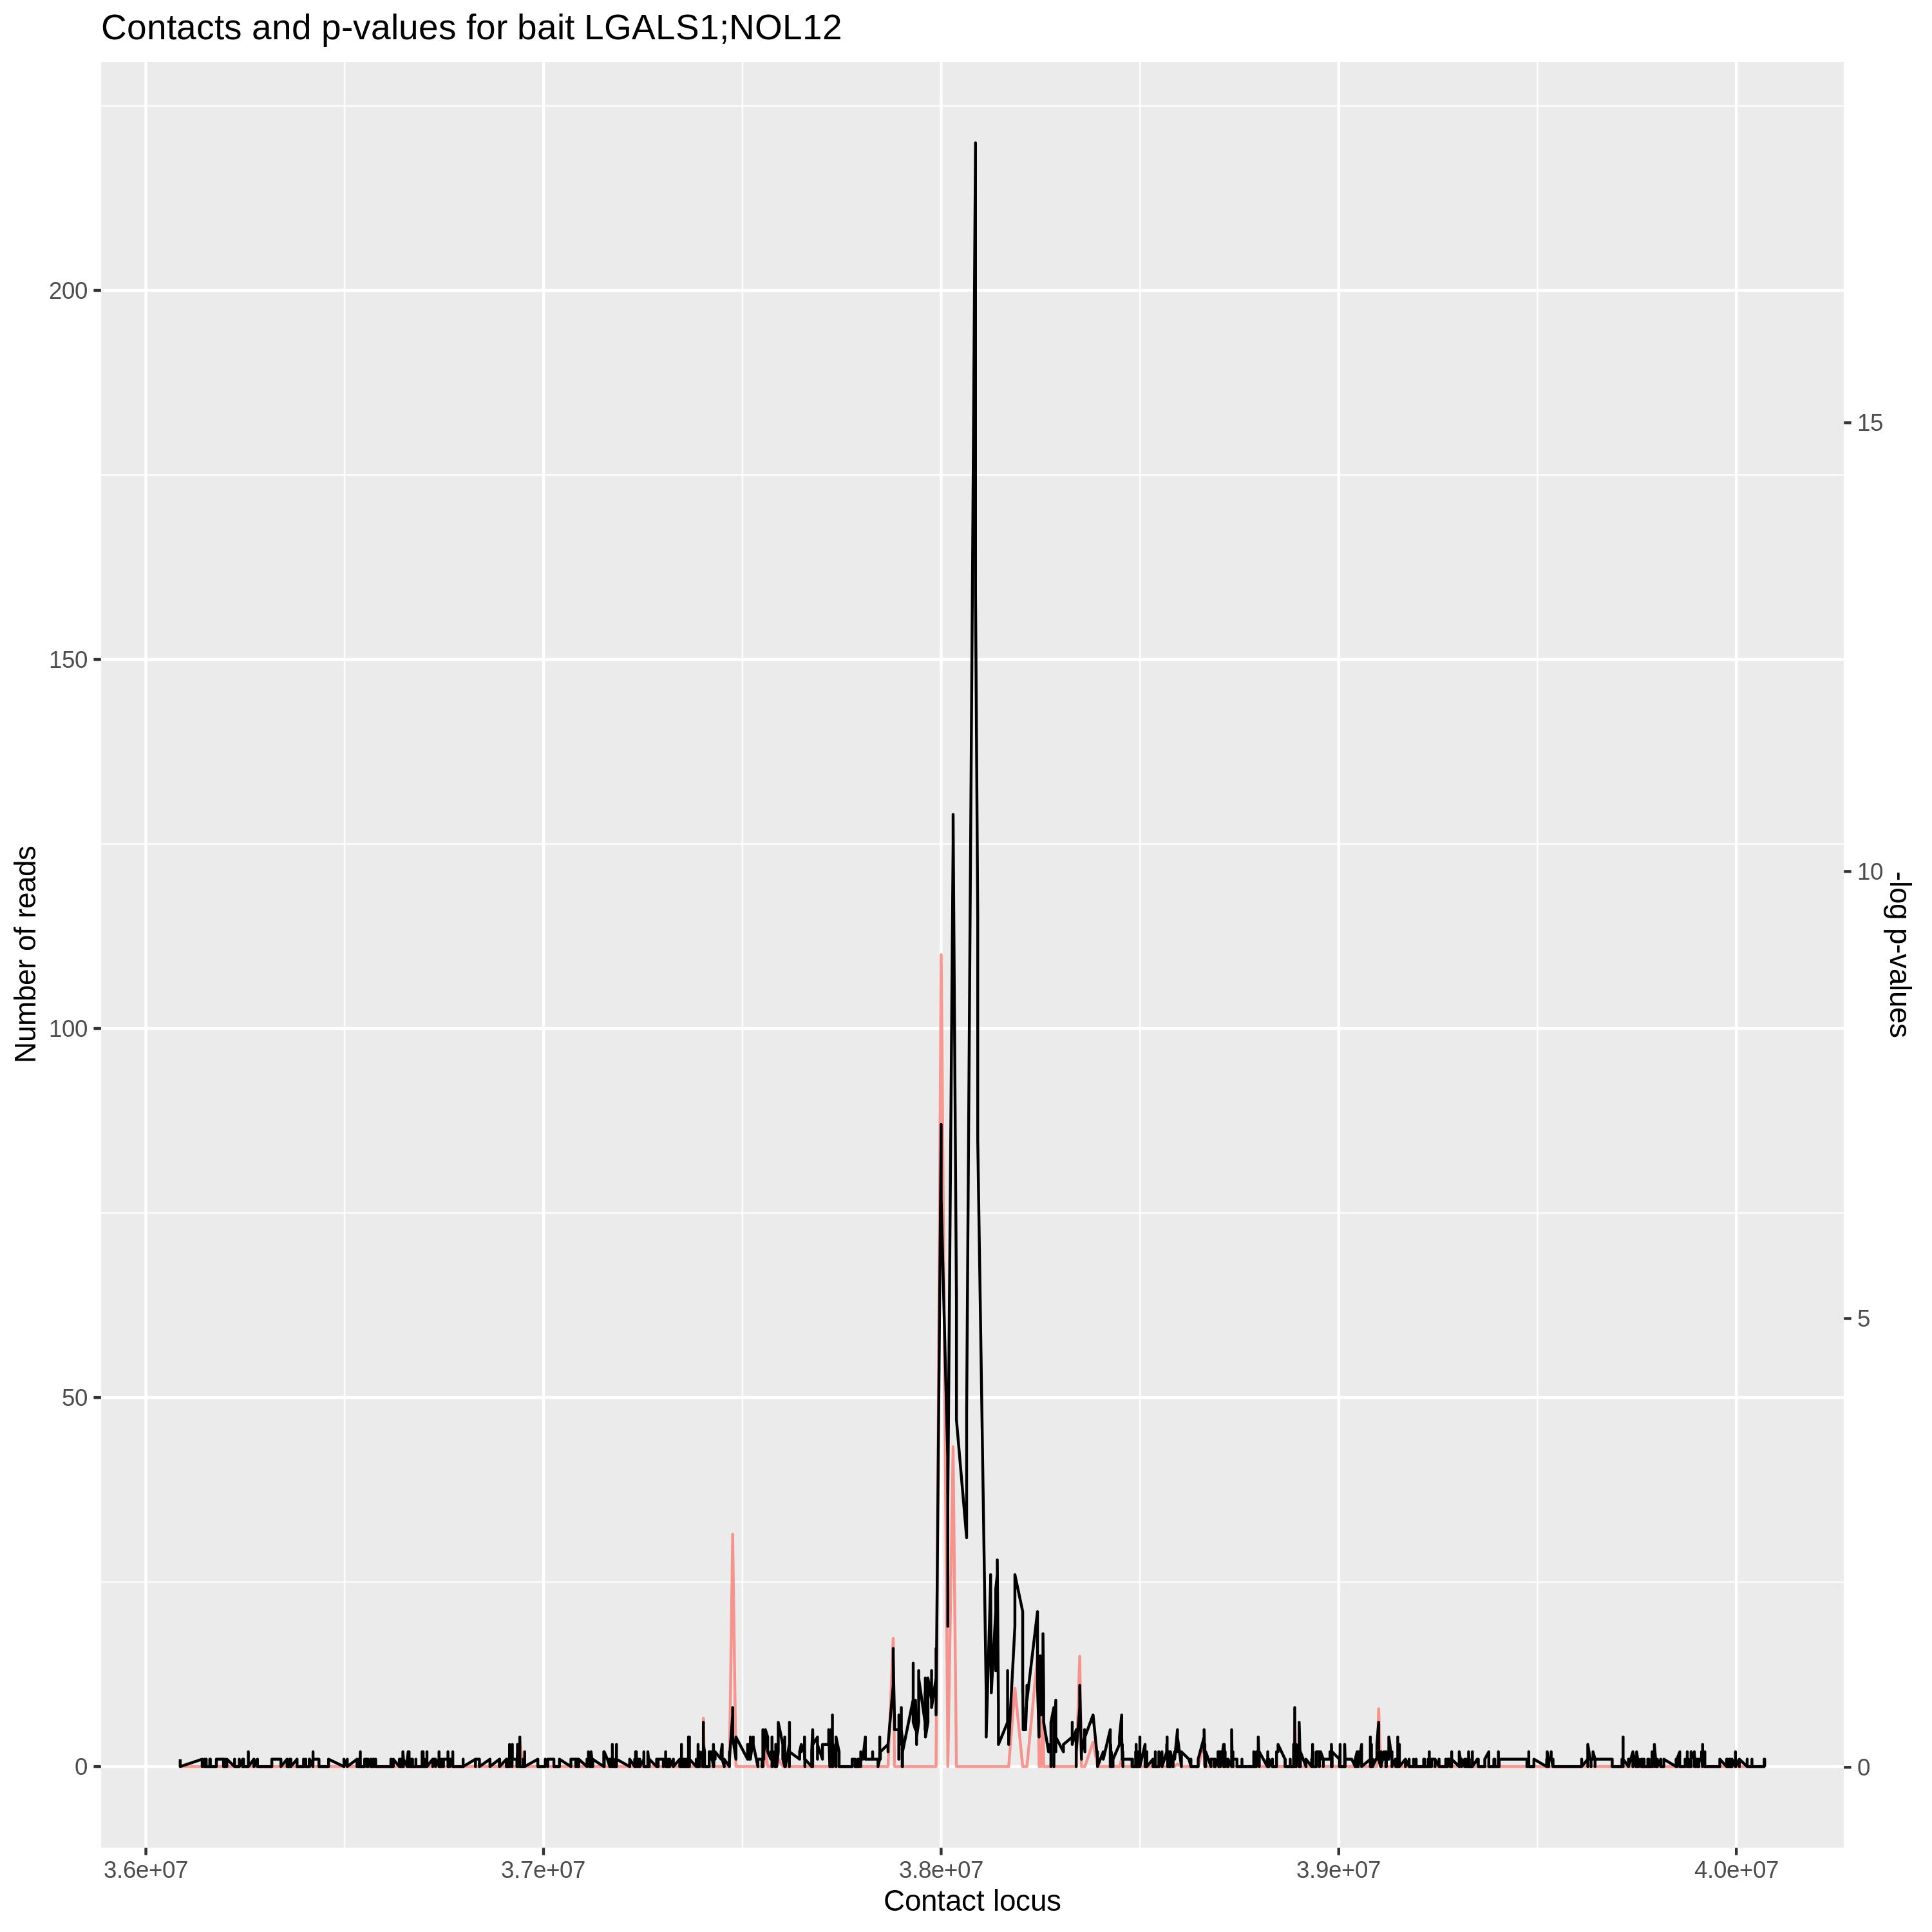 Contacts and p-values for bait LGALS1;NOL12
Number of reads
200
150
100
50
0
15
10
5
0
-log p-values
3.6e+07 3.7e+07 3.8e+07 3.9e+07 4.0e+07
Contact locus